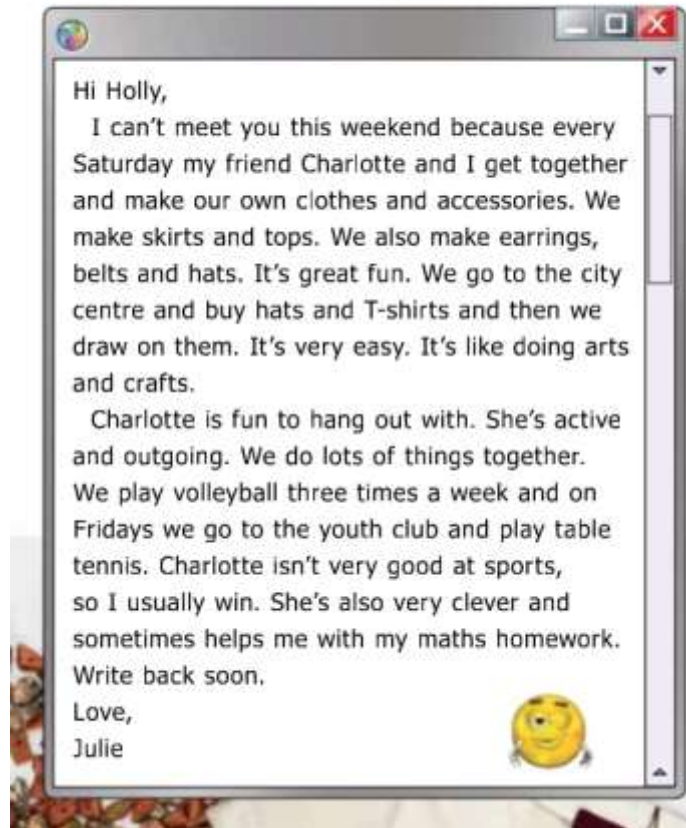 Hi Holly,
I can't meet you this weekend because every
Saturday my friend Charlotte and I get together
and make our own clothes and accessories. We
make skirts and tops. We also make earrings,
belts and hats. It's great fun. We go to the city
centre and buy hats and T-shirts and then we
draw on them. It's very easy. It's like doing arts
and crafts.
Charlotte is fun to hang out with. She's active
and outgoing. We do lots of things together.
We play volleyball three times a week and on
Fridays we go to the youth club and play table
tennis. Charlotte isn't very good at sports,
so I usually win. She's also very clever and
sometimes helps me with my maths homework.
Write back soon.
Love,
Julie